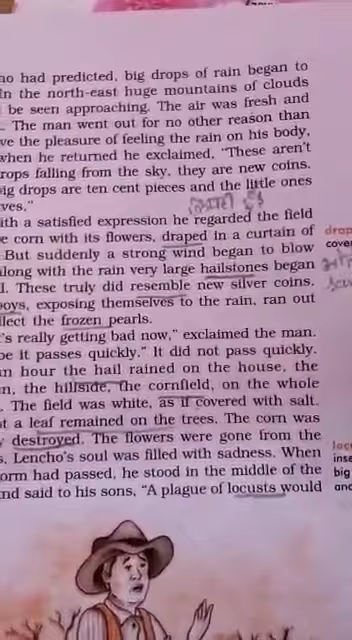 had predicted, big drops of rain began to
In the north-east huge mountains of clouds
be seen approaching. The air was fresh and
. The man went out for no other reason than
ve the pleasure of feeling the rain on his body,
when he returned he exclaimed, “These aren’t
rops falling from the sky, they are new coins.
ig drops are ten cent pieces and the little ones
ves.”
ith a satisfied expression he regarded the field
e corn with its flowers, draped in a curtain of
But suddenly a strong wind began to blow
along with the rain very large hailstones began
l. These truly did resemble new silver coins.
boys, exposing themselves to the rain, ran out
llect the frozen pearls.
’s really getting bad now,” exclaimed the man.
pe it passes quickly.” It did not pass quickly.
an hour the hail rained on the house, the
n, the hillside, the cornfield, on the whole
. The field was white, as if covered with salt.
t a leaf remained on the trees. The corn was
y destroyed. The flowers were gone from the
s. Lencho’s soul was filled with sadness. When
orm had passed, he stood in the middle of the
nd said to his sons, “A plague of locusts would
drap
cover
locu
inse
big
and